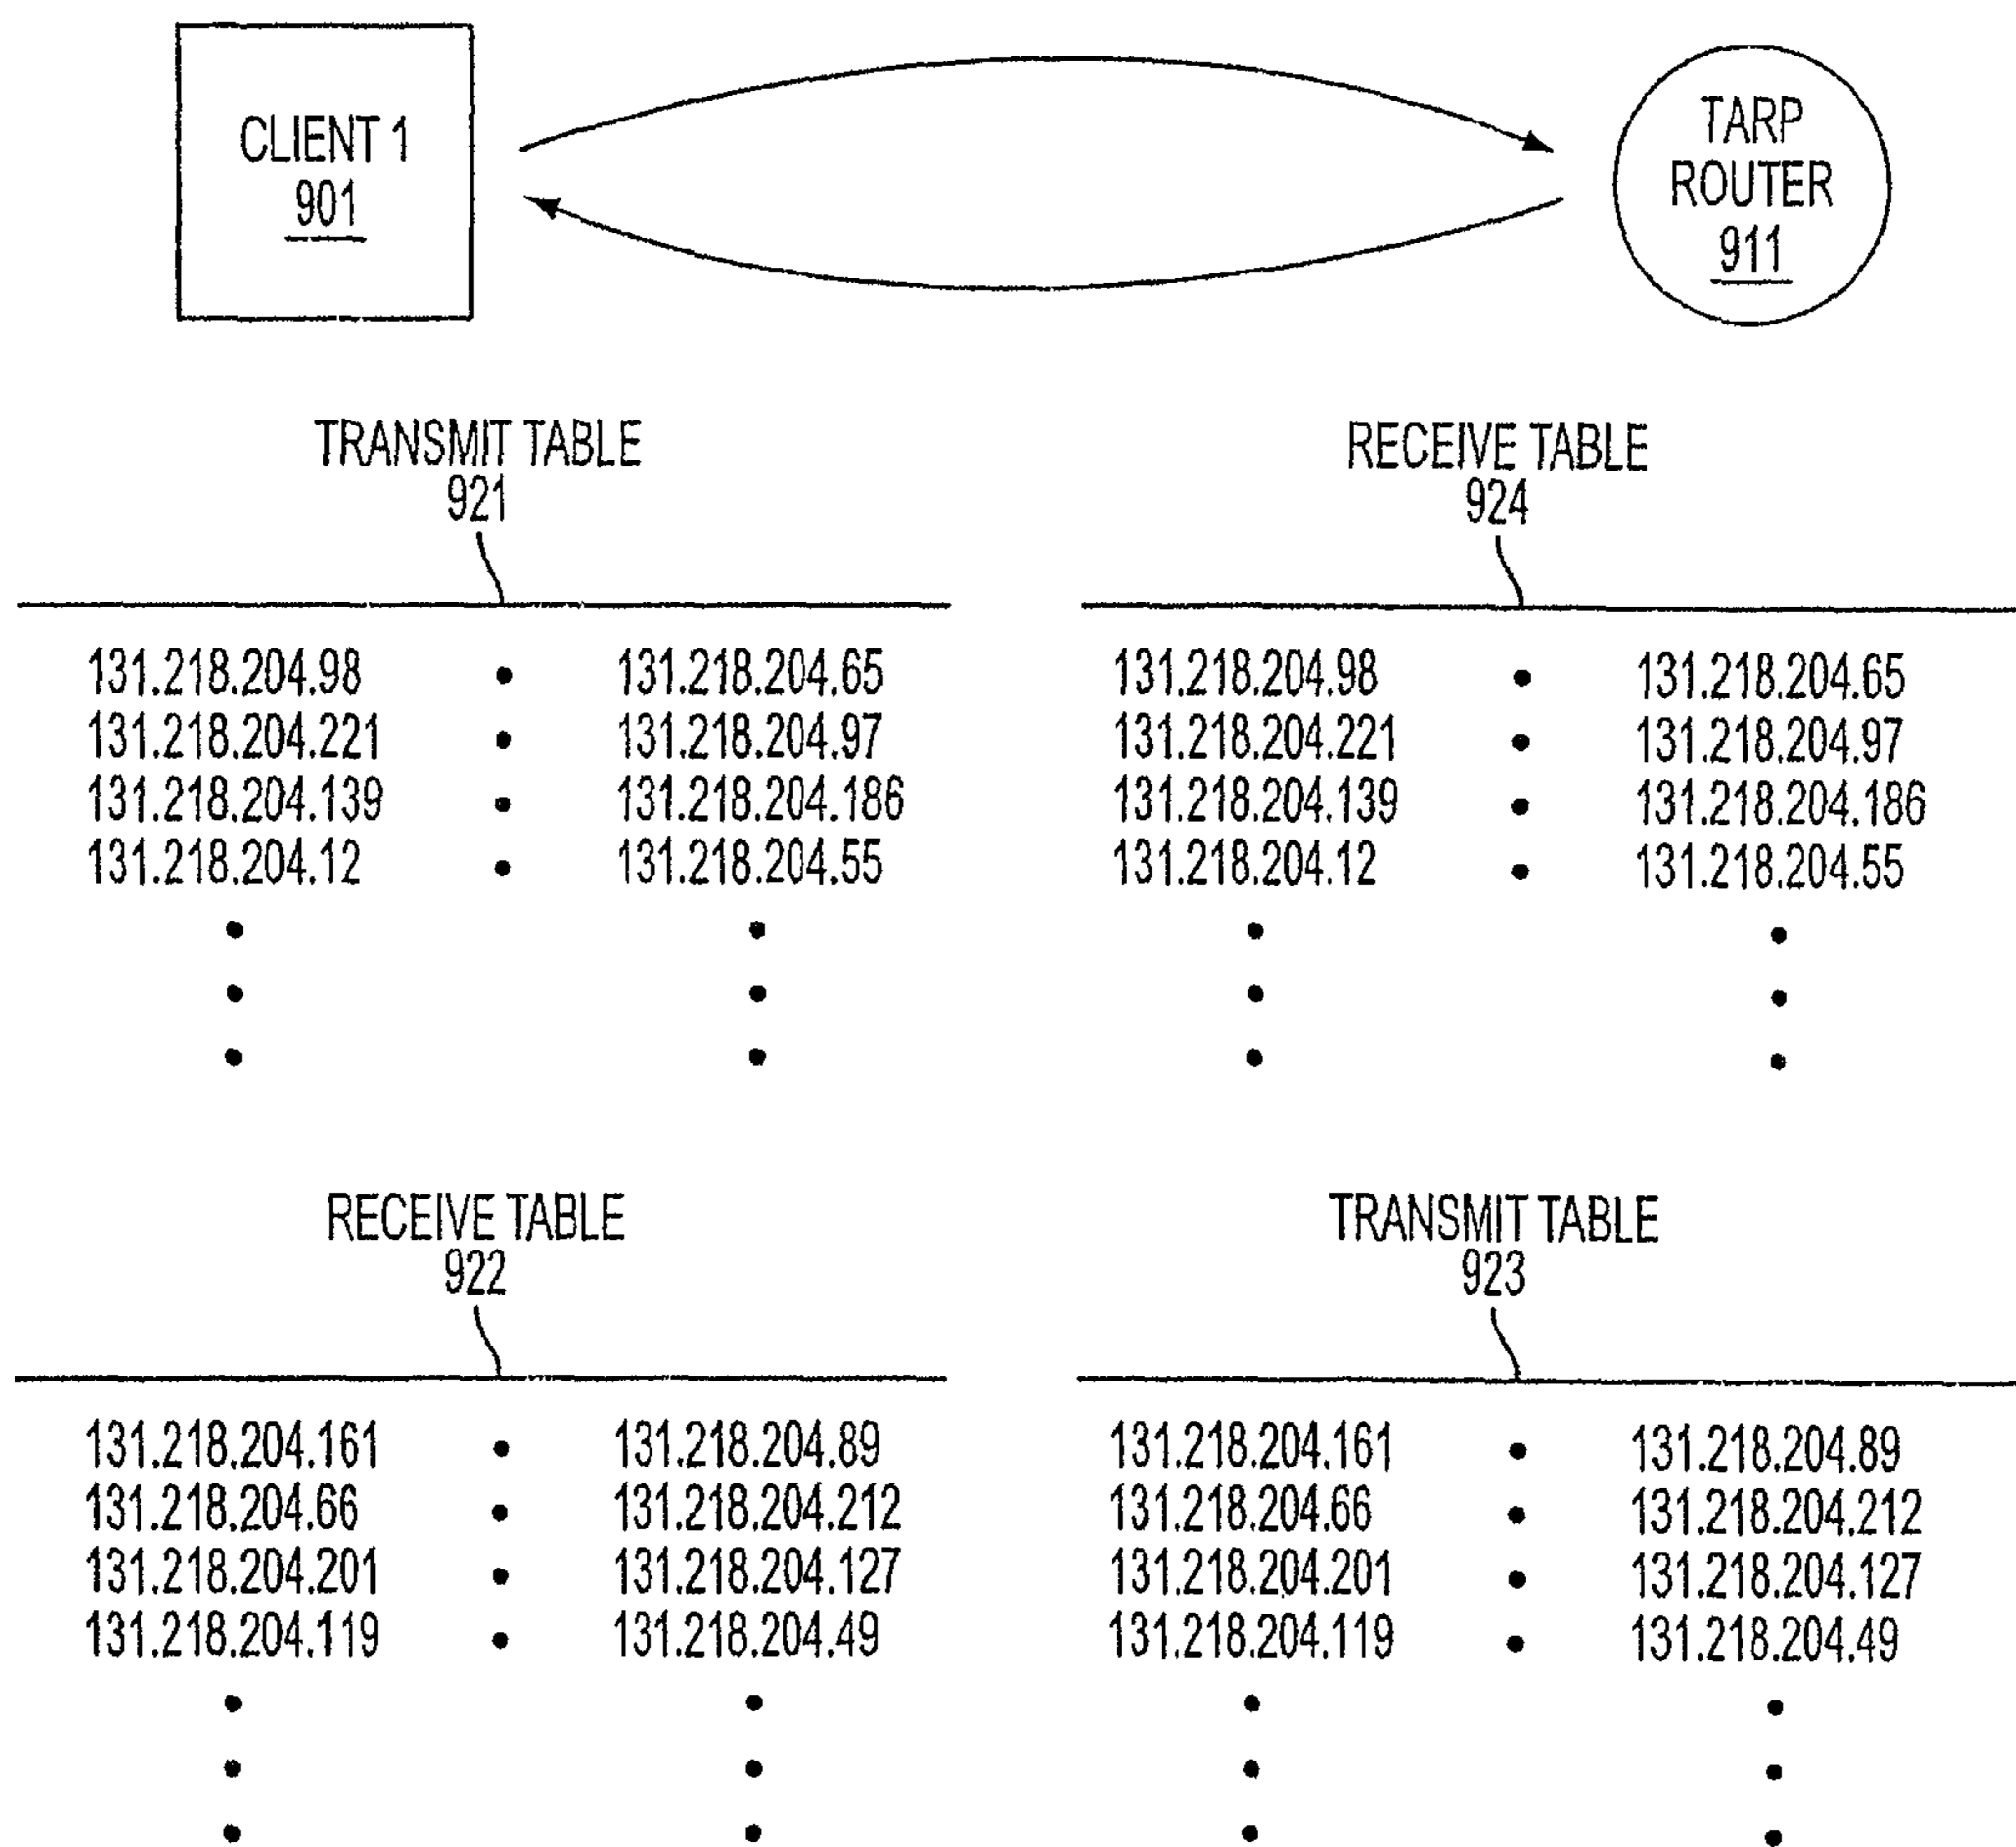 CLIENT 1
901
TARP
ROUTER
911
TRANSMIT TABLE
921
131.218.204.98 • 131.218.204.65
131.218.204.221 • 131.218.204.97
131.218.204.139 • 131.218.204.186
131.218.204.12 • 131.218.204.55
RECEIVE TABLE
924
131.218.204.98 • 131.218.204.65
131.218.204.221 • 131.218.204.97
131.218.204.139 • 131.218.204.186
131.218.204.12 • 131.218.204.55
RECEIVE TABLE
922
131.218.204.161 • 131.218.204.89
131.218.204.66 • 131.218.204.212
131.218.204.201 • 131.218.204.127
131.218.204.119 • 131.218.204.49
TRANSMIT TABLE
923
131.218.204.161 • 131.218.204.89
131.218.204.66 • 131.218.204.212
131.218.204.201 • 131.218.204.127
131.218.204.119 • 131.218.204.49